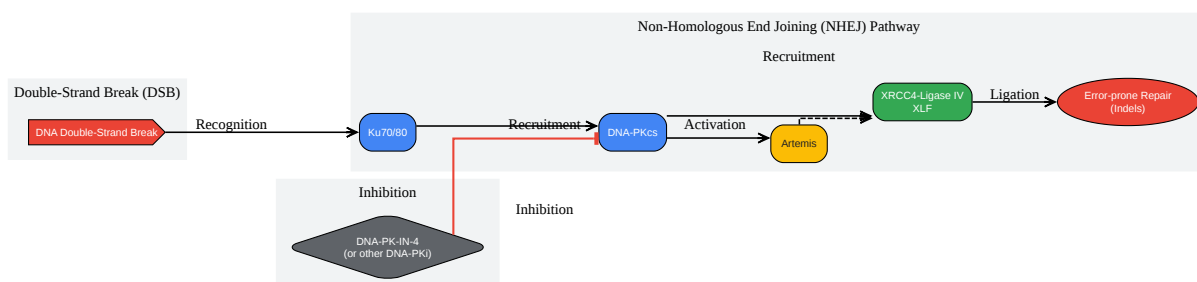 Non-Homologous End Joining (NHEJ) Pathway
Recruitment
Double-Strand Break (DSB)
DNA Double-Strand Break
Recognition
Ku70/80
Recruitment
DNA-PKcs
Activation
Artemis
XRCC4-Ligase IV
XLF
Ligation
Error-prone Repair
(Indels)
Inhibition
Inhibition
DNA-PK-IN-4
(or other DNA-PKi)